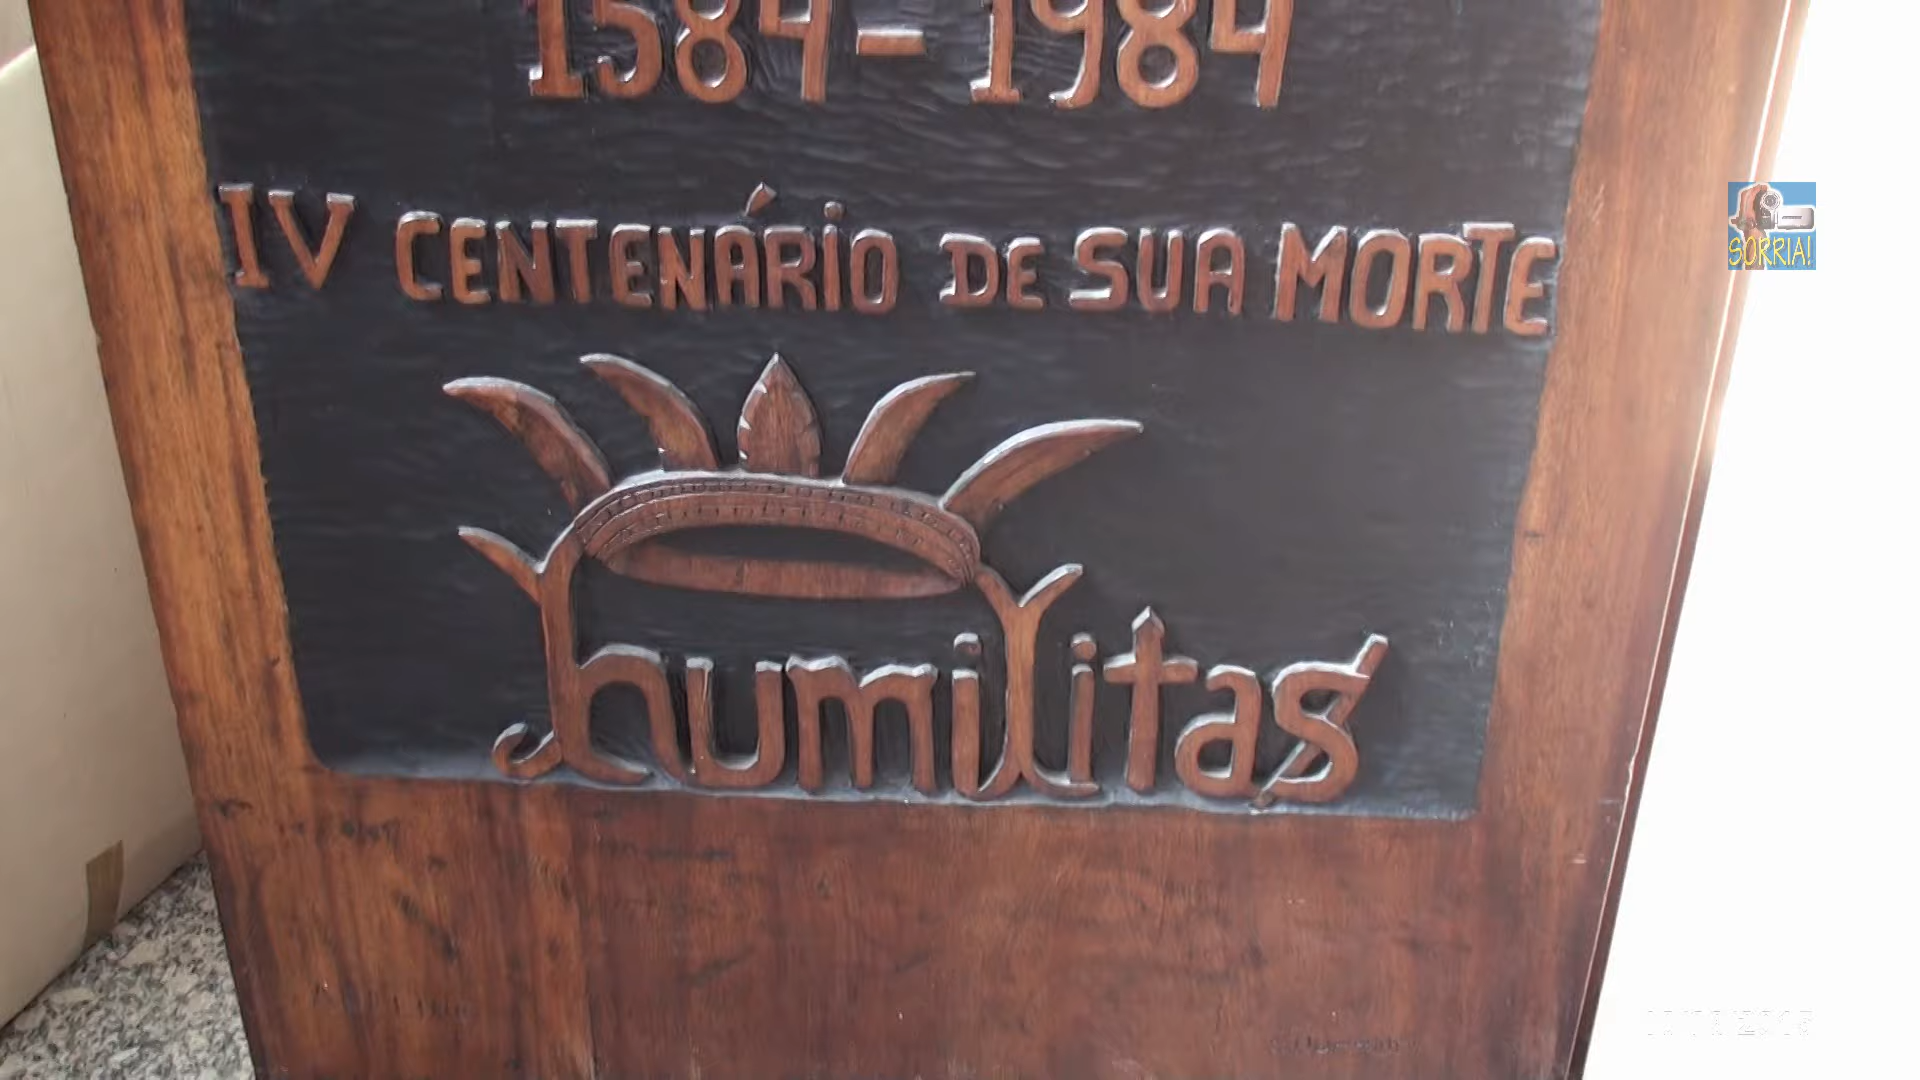 1584-1984
IV CENTENÁRIO DE SUA MORTE
humilitas
SORRIA!